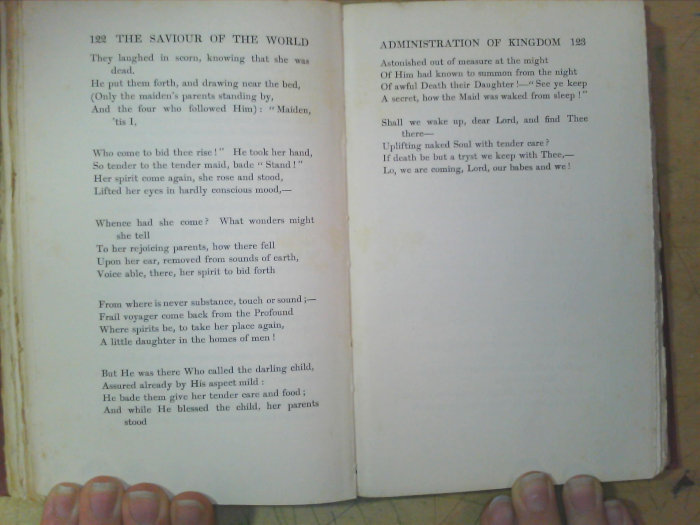 122 THE SAVIOUR OF THE WORLD
They laughed in scorn, knowing that she was
dead.
He put them forth, and drawing near the bed,
(Only the maiden's parents standing by,
And the four who followed Him): "Maiden,
'tis I,
Who come to bid thee rise!" He took her hand,
So tender to the tender maid, bade "Stand!"
Her spirit come again, she rose and stood,
Lifted her eyes in hardly conscious mood,—
Whence had she come? What wonders might
she tell
To her rejoicing parents, how there fell
Upon her ear, removed from sounds of earth,
Voice able, there, her spirit to bid forth
From where is never substance, touch or sound;—
Frail voyager come back from the Profound
Where spirits be, to take her place again,
A little daughter in the homes of men!
But He was there Who called the darling child,
Assured already by His aspect mild:
He bade them give her tender care and food;
And while He blessed the child, her parents
stood
ADMINISTRATION OF KINGDOM 123
Astonished out of measure at the might
Of Him had known to summon from the night
Of awful Death their Daughter!—"See ye keep
A secret, how the Maid was waked from sleep!"
Shall we wake up, dear Lord, and find Thee
there—
Uplifting naked Soul with tender care?
If death be but a tryst we keep with Thee,—
Lo, we are coming, Lord, our babes and we!